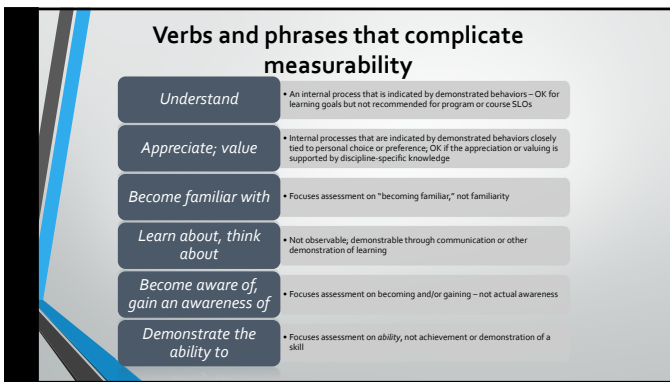 Verbs and phrases that complicate
measurability
Understand
• An internal process that is indicated by demonstrated behaviors – OK for
learning goals but not recommended for program or course SLOs
Appreciate; value
• Internal processes that are indicated by demonstrated behaviors closely
tied to personal choice or preference; OK if the appreciation or valuing is
supported by discipline-specific knowledge
Become familiar with
• Focuses assessment on “becoming familiar,” not familiarity
Learn about, think
about
• Not observable; demonstrable through communication or other
demonstration of learning
Become aware of,
gain an awareness of
• Focuses assessment on becoming and/or gaining – not actual awareness
Demonstrate the
ability to
• Focuses assessment on ability, not achievement or demonstration of a
skill